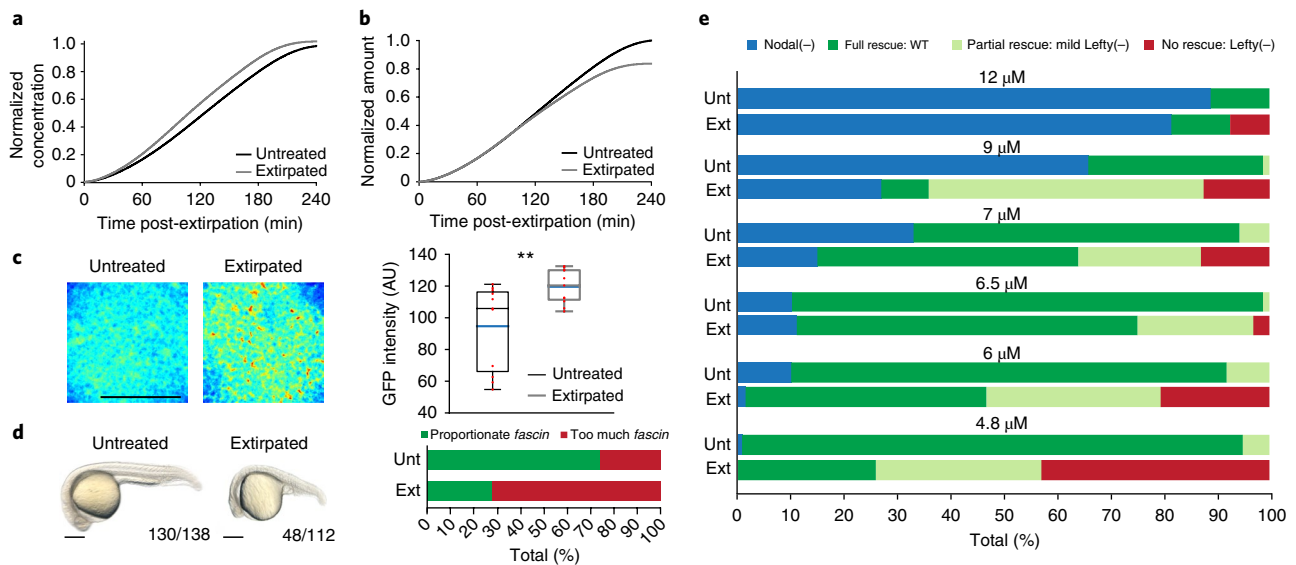 a
Normalized
concentration
1.0
0.8
0.6
0.4
0.2
0
0 60 120 180 240
Untreated
Extirpated
Time post-extirpation (min)
b
Normalized amount
1.0
0.8
0.6
0.4
0.2
0
0 60 120 180 240
Untreated
Extirpated
Time post-extirpation (min)
c
Untreated
Extirpated
GFP intensity (AU)
140
120
100
80
60
40
**
Untreated
Extirpated
d
Untreated
130/138
Extirpated
48/112
Proportionate fascin Too much fascin
Unt
Ext
0 10 20 30 40 50 60 70 80 90 100
Total (%)
e
Nodal(–) Full rescue: WT Partial rescue: mild Lefty(–) No rescue: Lefty(–)
12 μM
Unt
Ext
9 μM
Unt
Ext
7 μM
Unt
Ext
6.5 μM
Unt
Ext
6 μM
Unt
Ext
4.8 μM
Unt
Ext
0 10 20 30 40 50 60 70 80 90 100
Total (%)